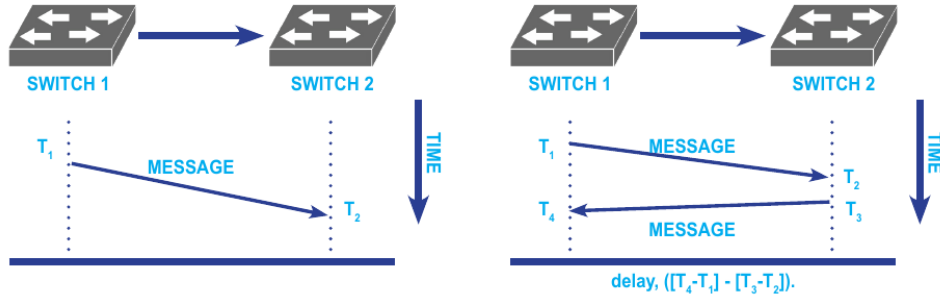 SWITCH 1
SWITCH 2
T1
MESSAGE
T2
TIME
SWITCH 1
SWITCH 2
T1
MESSAGE
T2
T4
T3
MESSAGE
TIME
delay, ([T4-T1] - [T3-T2]).